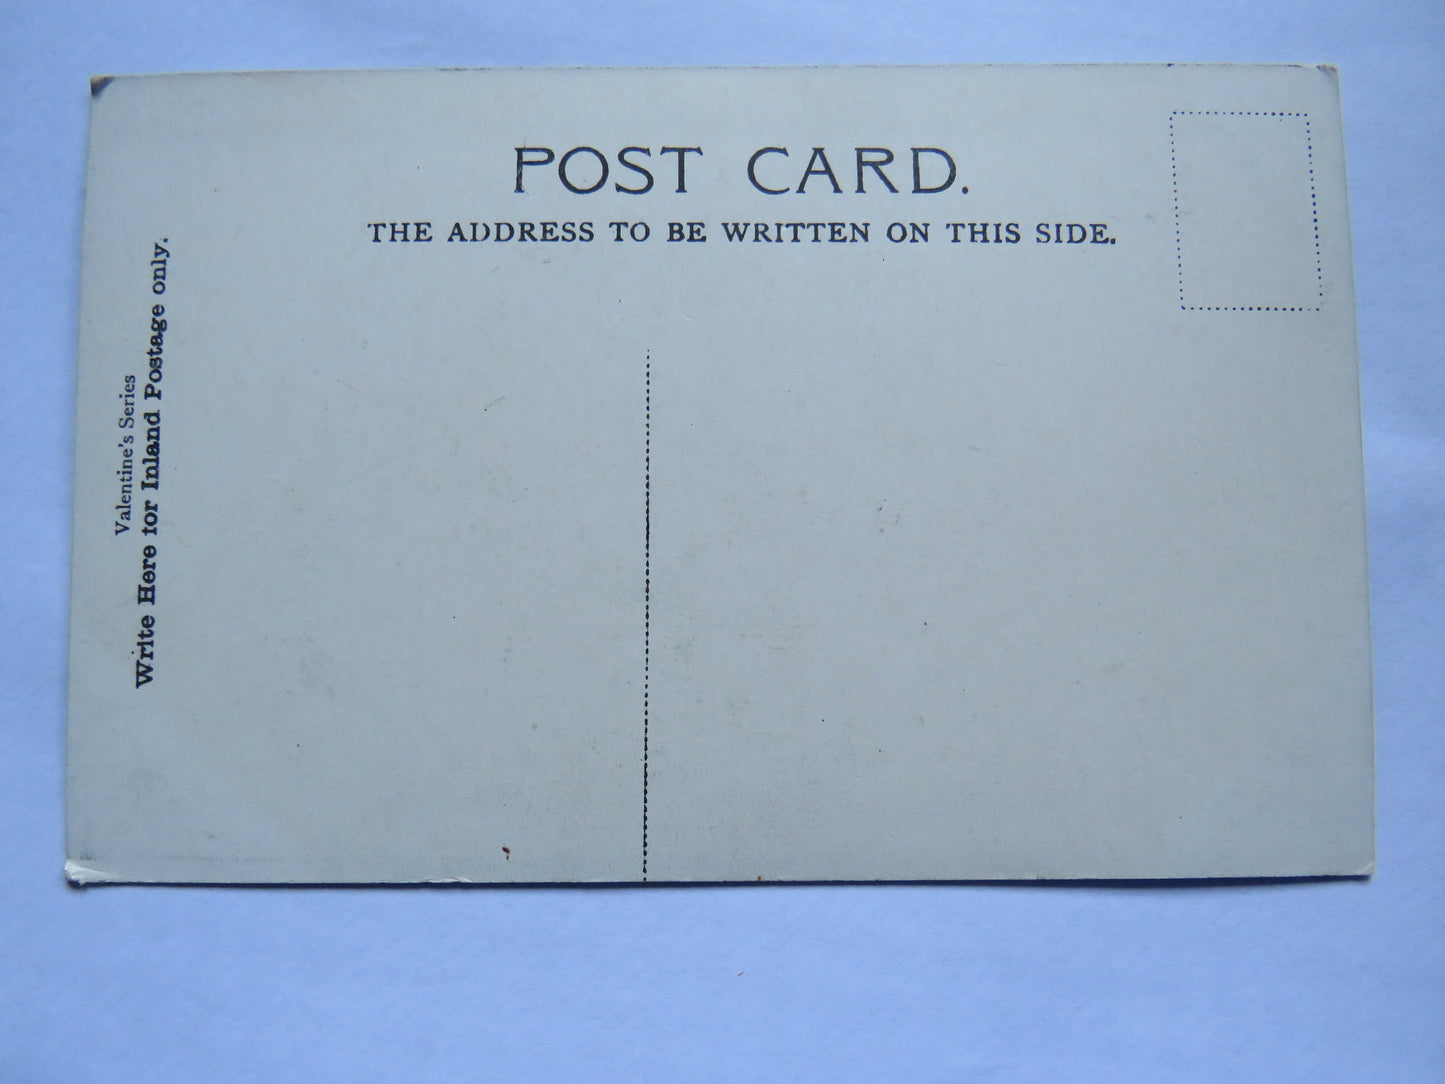 POST CARD.
THE ADDRESS TO BE WRITTEN ON THIS SIDE.
Valentine's Series
Write Here for Inland Postage only.